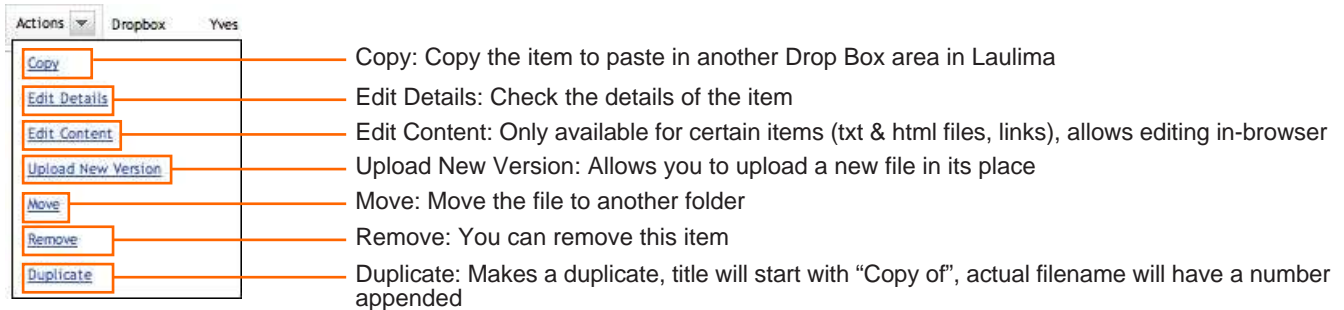 Actions Dropbox Yves
Copy
Copy: Copy the item to paste in another Drop Box area in Laulima
Edit Details
Edit Details: Check the details of the item
Edit Content
Edit Content: Only available for certain items (txt & html files, links), allows editing in-browser
Upload New Version
Upload New Version: Allows you to upload a new file in its place
Move
Move: Move the file to another folder
Remove
Remove: You can remove this item
Duplicate
Duplicate: Makes a duplicate, title will start with “Copy of”, actual filename will have a number
appended